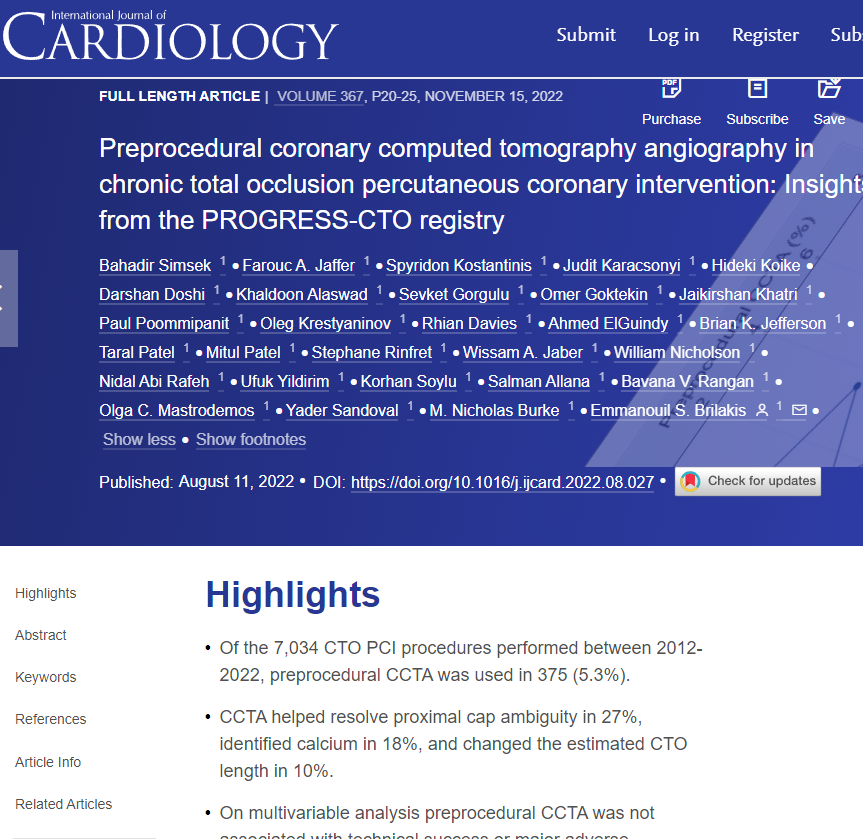 International Journal of
CARDIOLOGY
Submit Log in Register Sub
FULL LENGTH ARTICLE | VOLUME 367, P20-25, NOVEMBER 15, 2022
PDF
Purchase Subscribe Save
Preprocedural coronary computed tomography angiography in
chronic total occlusion percutaneous coronary intervention: Insights
from the PROGRESS-CTO registry
Bahadir Simsek 1 • Farouc A. Jaffer 1 • Spyridon Kostantinis 1 • Judit Karacsonyi 1 • Hideki Koike •
Darshan Doshi 1 • Khaldoon Alaswad 1 • Sevket Gorgulu 1 • Omer Goktekin 1 • Jaikirshan Khatri 1 •
Paul Poommipanit 1 • Oleg Krestyaninov 1 • Rhian Davies 1 • Ahmed ElGuindy 1 • Brian K. Jefferson 1 •
Taral Patel 1 • Mitul Patel 1 • Stephane Rinfret 1 • Wissam A. Jaber 1 • William Nicholson 1 •
Nidal Abi Rafeh 1 • Ufuk Yildirim 1 • Korhan Soylu 1 • Salman Allana 1 • Bavana V. Rangan 1 •
Olga C. Mastrodemos 1 • Yader Sandoval 1 • M. Nicholas Burke 1 • Emmanouil S. Brilakis 1 •
Show less • Show footnotes
Published: August 11, 2022 • DOI: https://doi.org/10.1016/j.ijcard.2022.08.027 •
Check for updates
Highlights
Abstract
Keywords
References
Article Info
Related Articles
Highlights
• Of the 7,034 CTO PCI procedures performed between 2012-
2022, preprocedural CCTA was used in 375 (5.3%).
• CCTA helped resolve proximal cap ambiguity in 27%,
identified calcium in 18%, and changed the estimated CTO
length in 10%.
• On multivariable analysis preprocedural CCTA was not
associated with technical success or major adverse